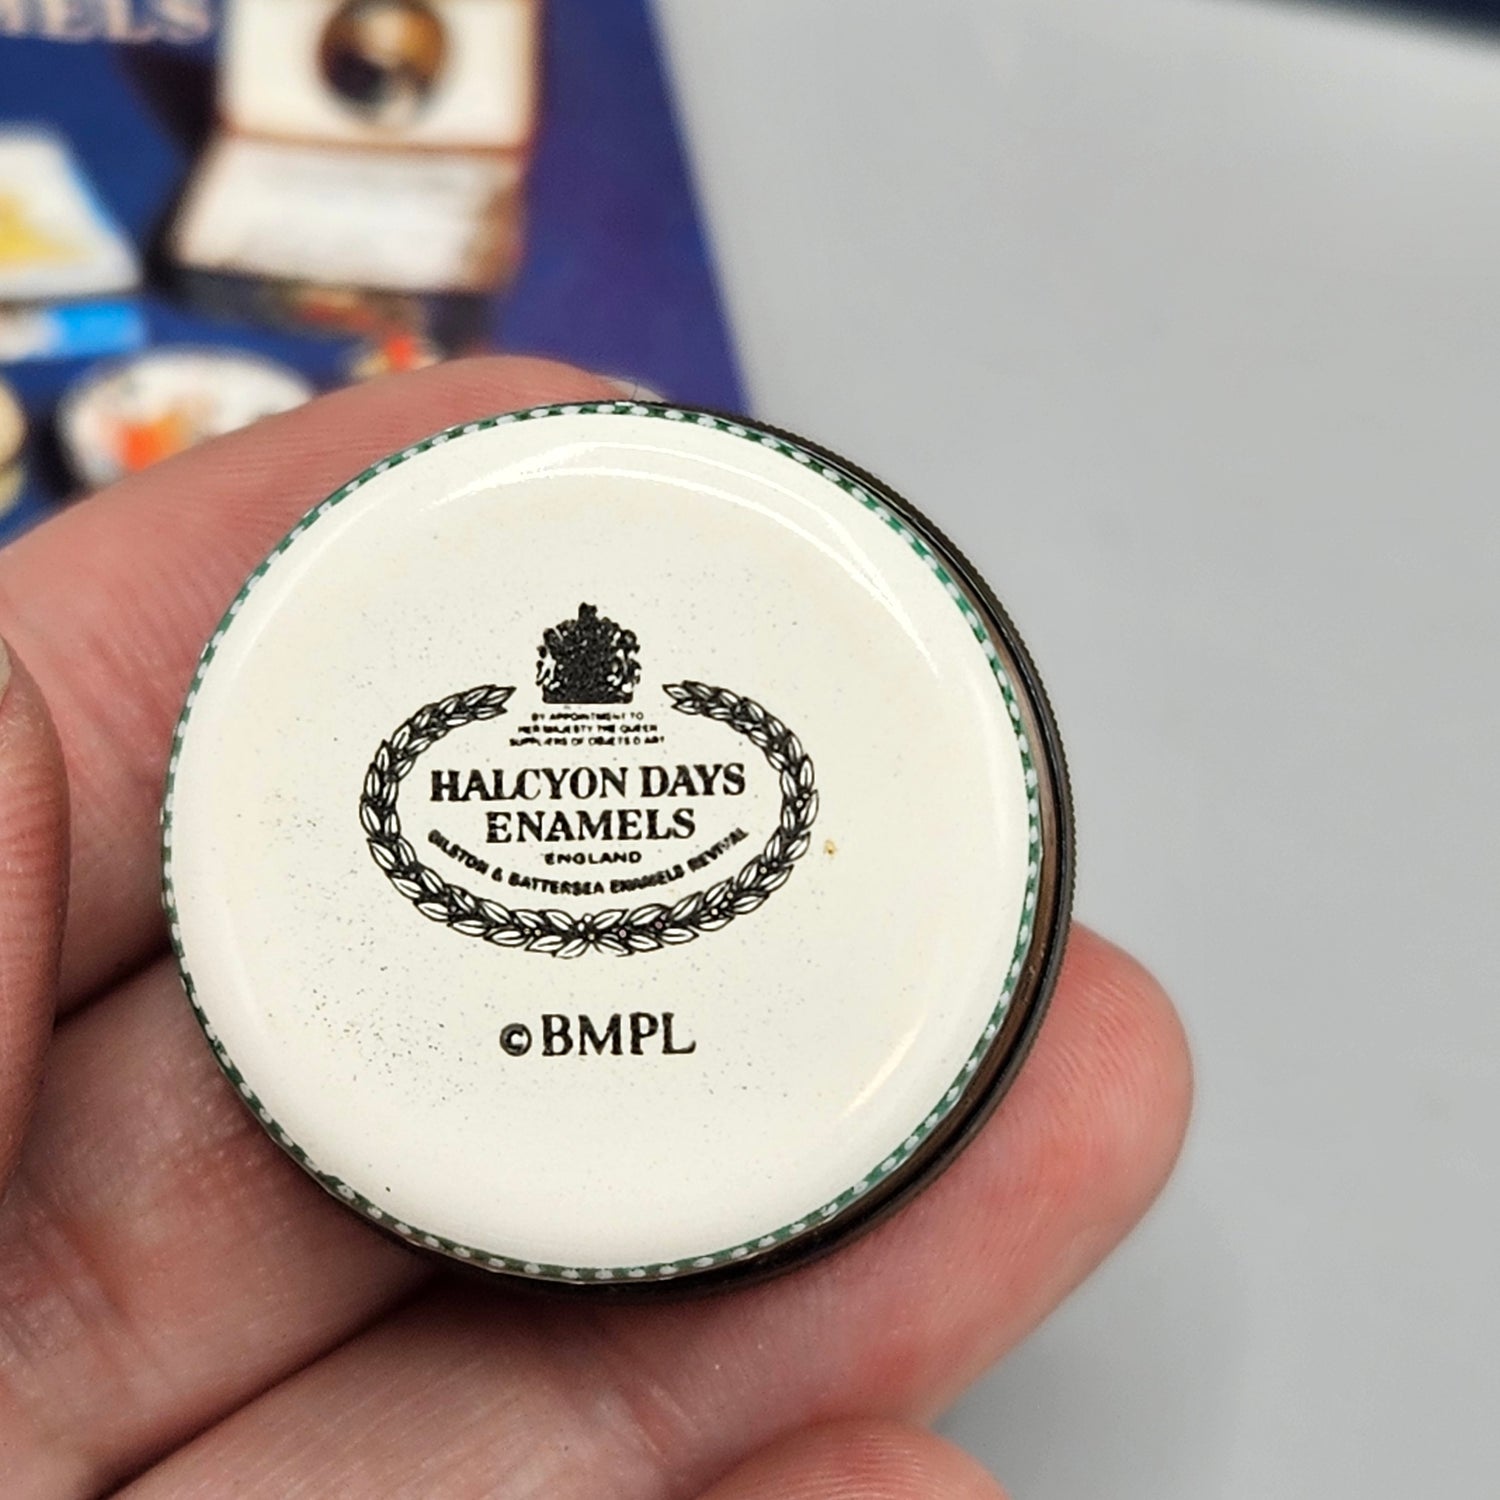 ELS
BY APPOINTMENT TO
HER MAJESTY THE QUEEN
SUPPLIERS OF OBJETS D'ART
HALCYON DAYS
ENAMELS
ENGLAND
BILSTON & BATTERSEA ENAMELS REVIVAL
©BMPL